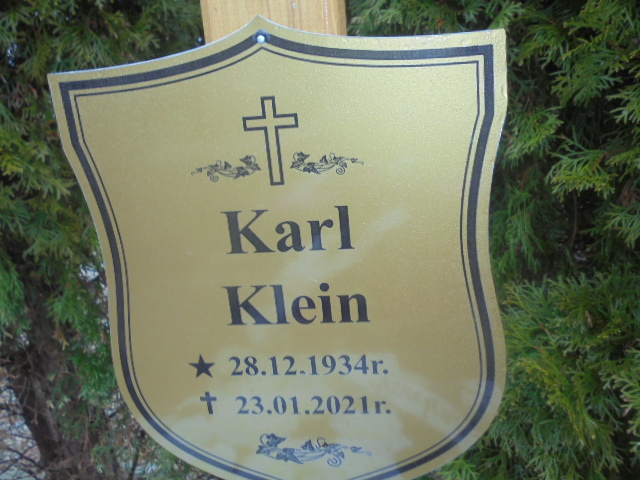 Karl
Klein
★ 28.12.1934r.
✝ 23.01.2021r.